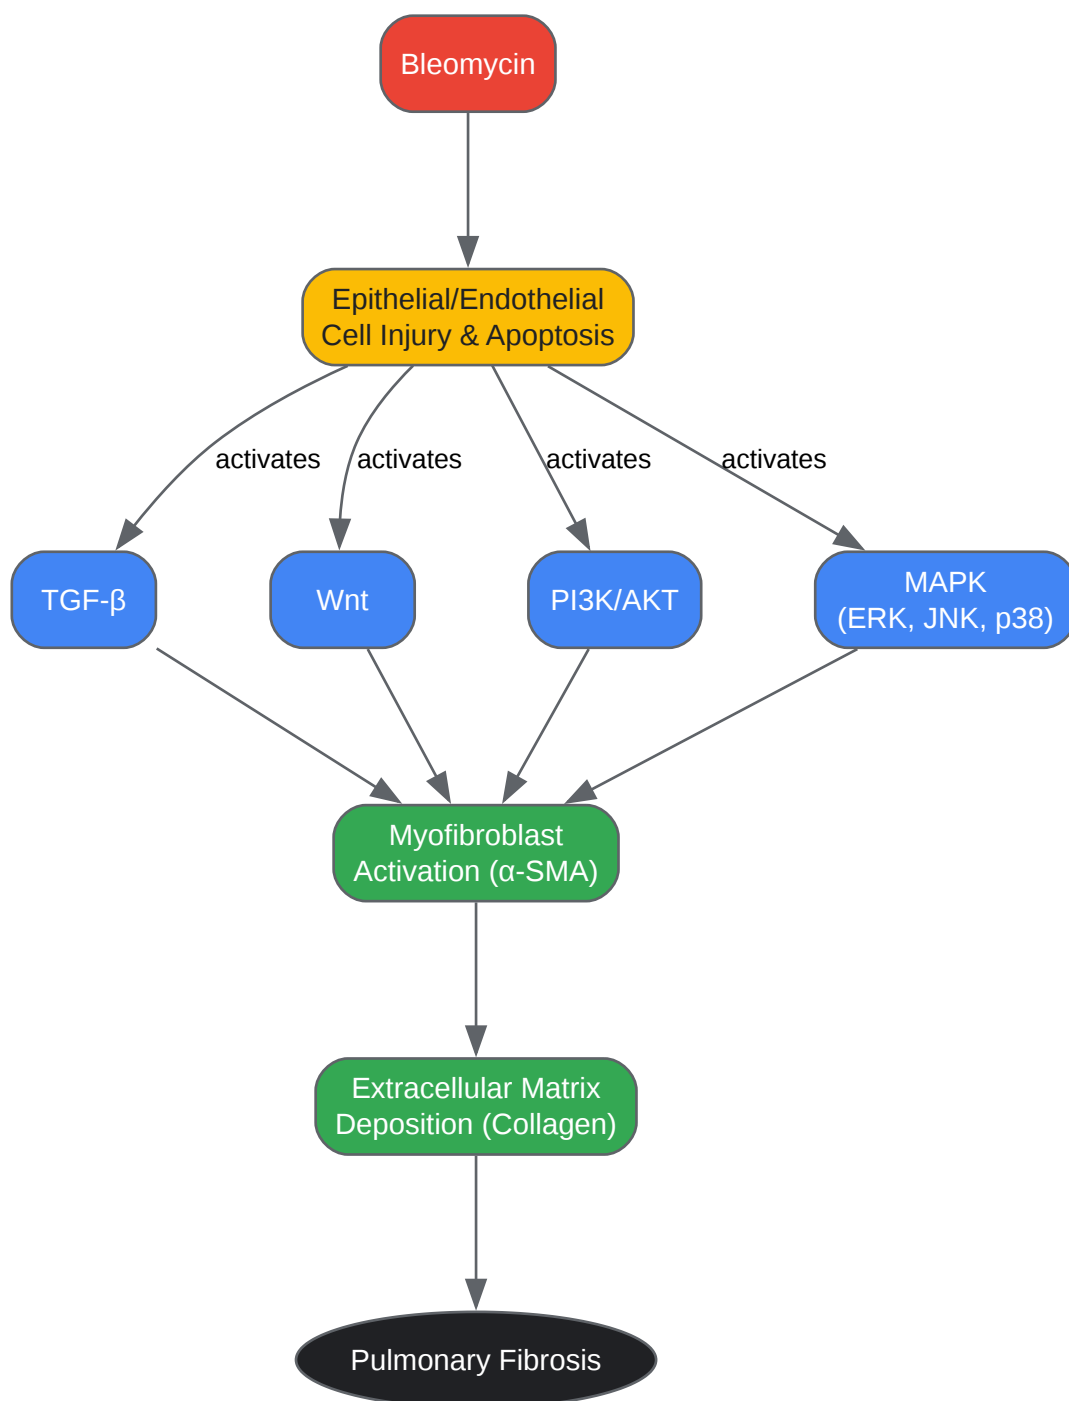 Bleomycin
Epithelial/Endothelial
Cell Injury & Apoptosis
activates
activates
activates
activates
TGF-β
Wnt
PI3K/AKT
MAPK
(ERK, JNK, p38)
Myofibroblast
Activation (α-SMA)
Extracellular Matrix
Deposition (Collagen)
Pulmonary Fibrosis